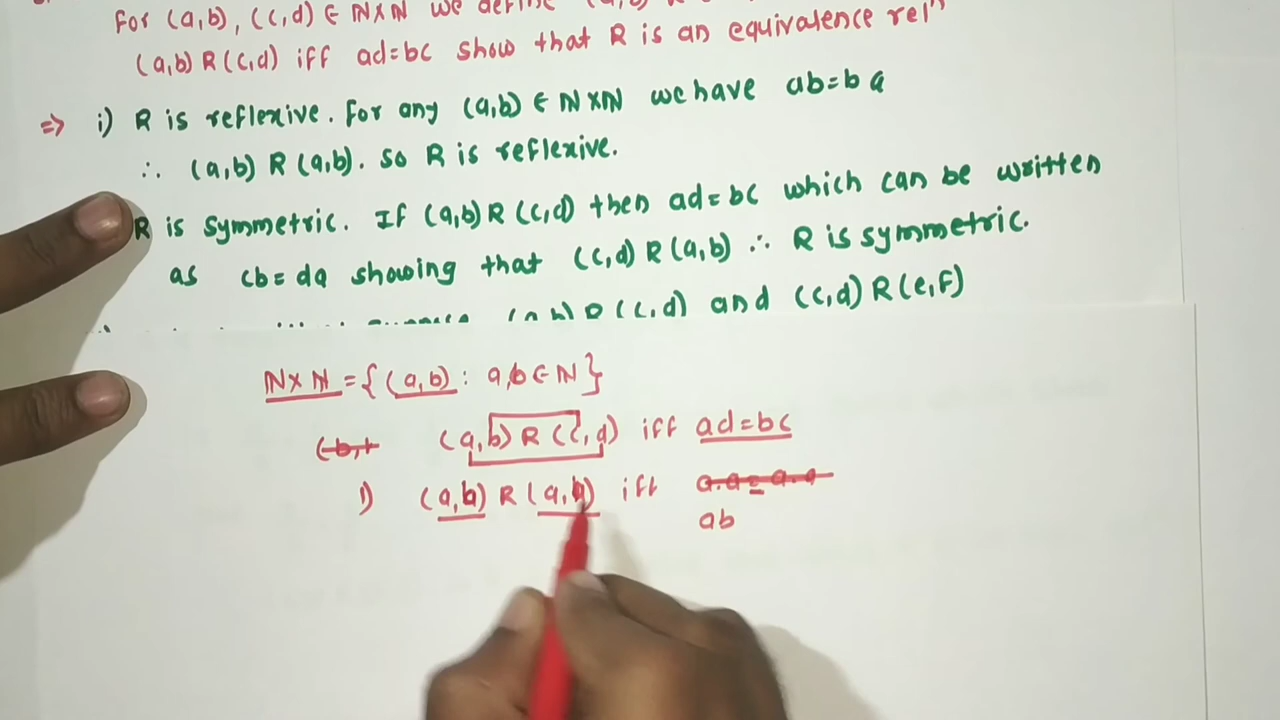 For (a,b), (c,d) ∈ N×N we define
(a,b) R (c,d) iff ad=bc show that R is an equivalence relⁿ
⇒ i) R is reflexive. For any (a,b) ∈ N×N we have ab=ba
∴ (a,b) R (a,b). So R is reflexive.
R is symmetric. If (a,b) R (c,d) then ad=bc which can be written
as cb=da showing that (c,d) R (a,b) ∴ R is symmetric.
(a,b) R (c,d) and (c,d) R (e,f)
N×N = {(a,b) : a,b ∈ N}
(a,b) R (c,d) iff ad=bc
1) (a,b) R (a,b) iff a.a=a.a
ab